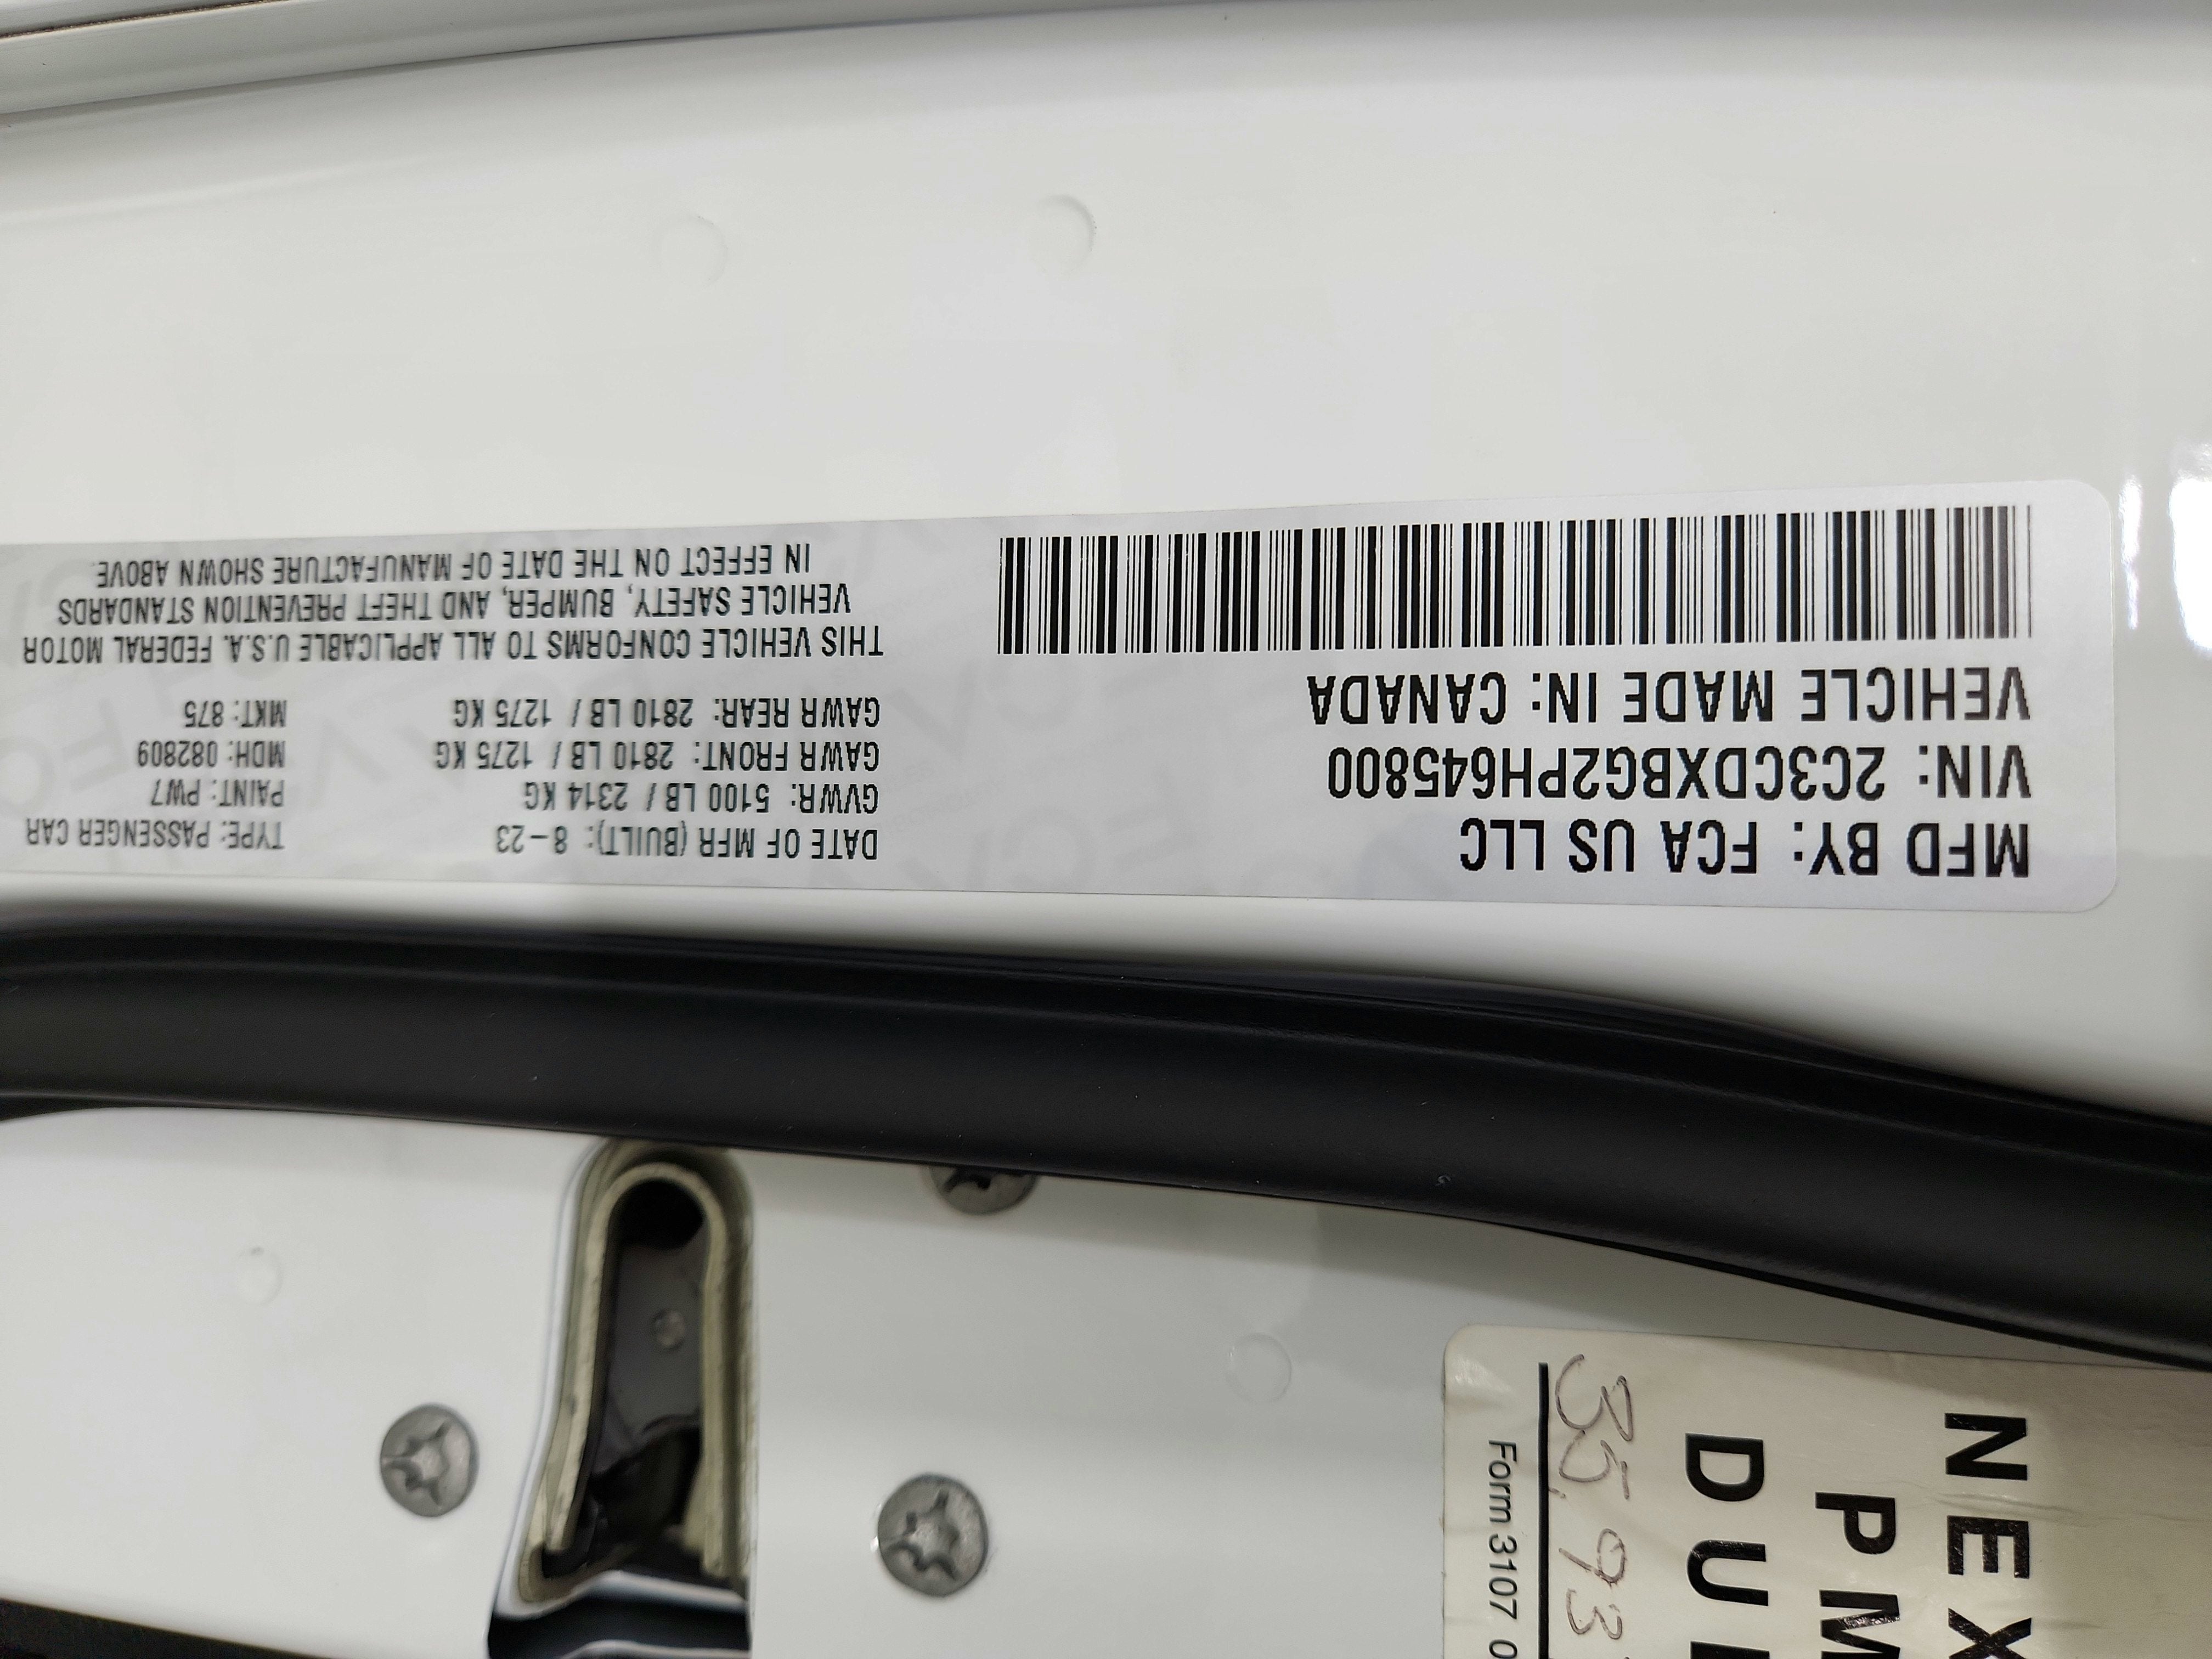 MFD BY: FCA US LLC
VIN: 2C3CDXBG2PH645800
VEHICLE MADE IN: CANADA
DATE OF MFR (BUILT): 8-23 TYPE: PASSENGER CAR
GVWR: 5100 LB / 2314 KG PAINT: PW7
GAWR FRONT: 2810 LB / 1275 KG MDH: 082809
GAWR REAR: 2810 LB / 1275 KG MKT: 875
THIS VEHICLE CONFORMS TO ALL APPLICABLE U.S.A. FEDERAL MOTOR
VEHICLE SAFETY, BUMPER, AND THEFT PREVENTION STANDARDS
IN EFFECT ON THE DATE OF MANUFACTURE SHOWN ABOVE.
NEX
PM
DU
35,93
Form 3107 0